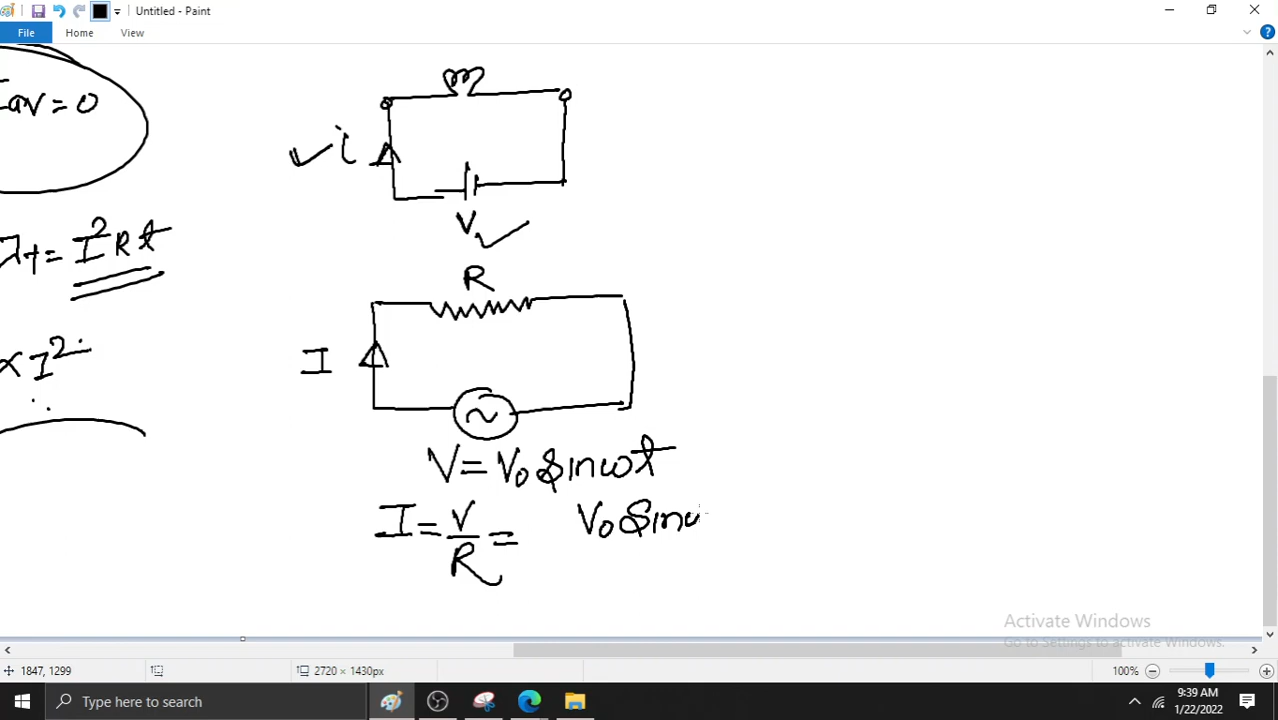 Untitled - Paint
File Home View
Iav = 0
i
V
= I²Rt
R
∝ I²
I
V = V₀ Sinωt
I = V/R = V₀ Sin
Activate Windows
Go to Settings to activate Windows.
1847, 1299 2720 × 1430px 100%
Type here to search
9:39 AM
1/22/2022